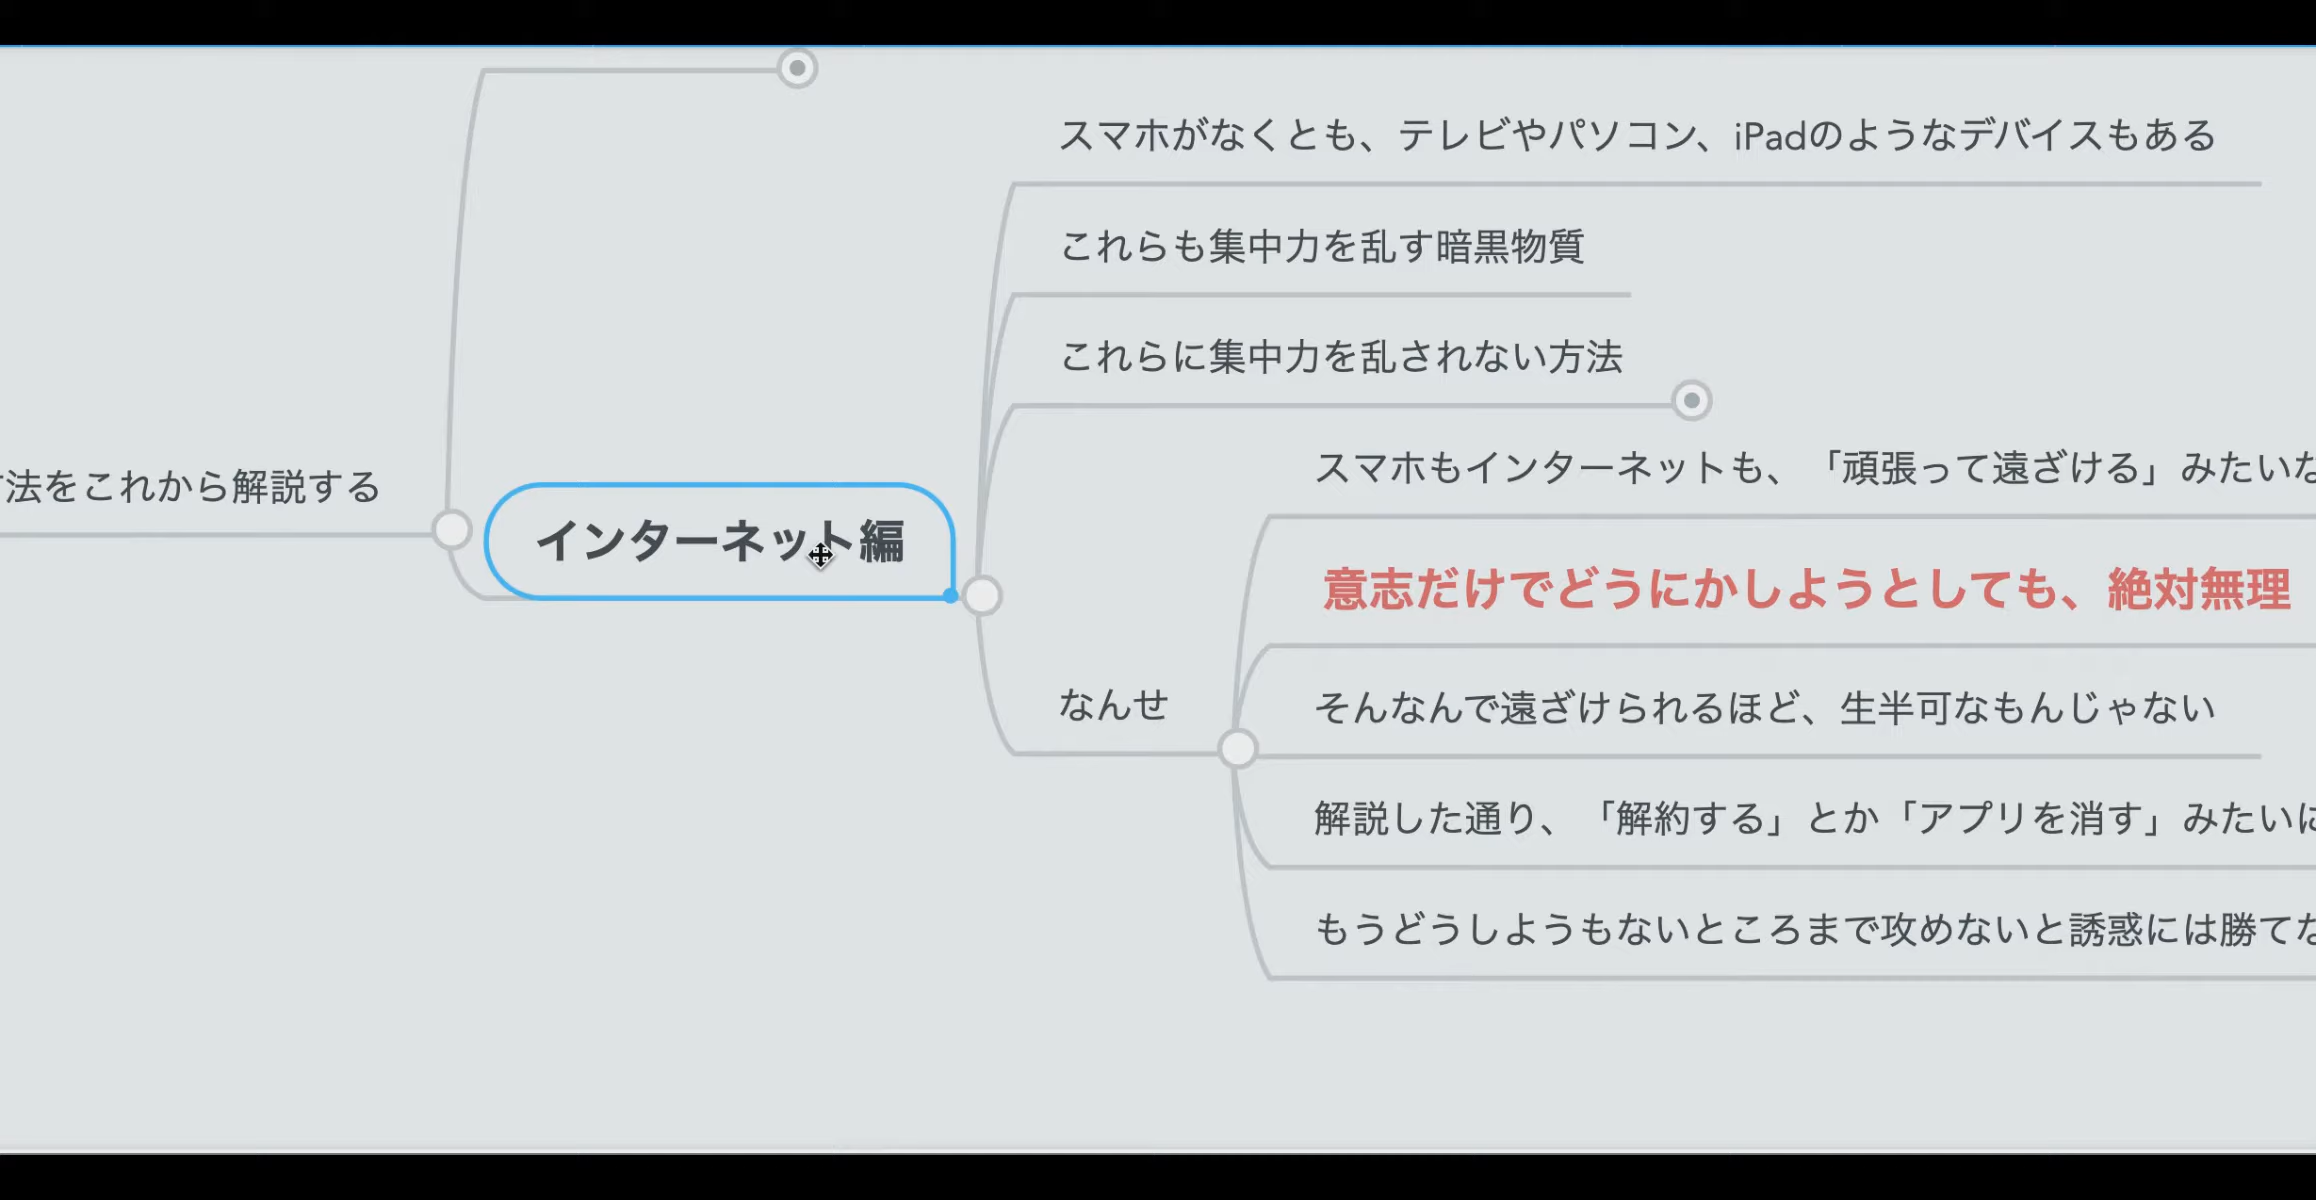 スマホがなくとも、テレビやパソコン、iPadのようなデバイスもある
これらも集中力を乱す暗黒物質
これらに集中力を乱されない方法
法をこれから解説する
インターネット編
スマホもインターネットも、「頑張って遠ざける」みたいな
意志だけでどうにかしようとしても、絶対無理
なんせ
そんなんで遠ざけられるほど、生半可なもんじゃない
解説した通り、「解約する」とか「アプリを消す」みたいに
もうどうしようもないところまで攻めないと誘惑には勝てな